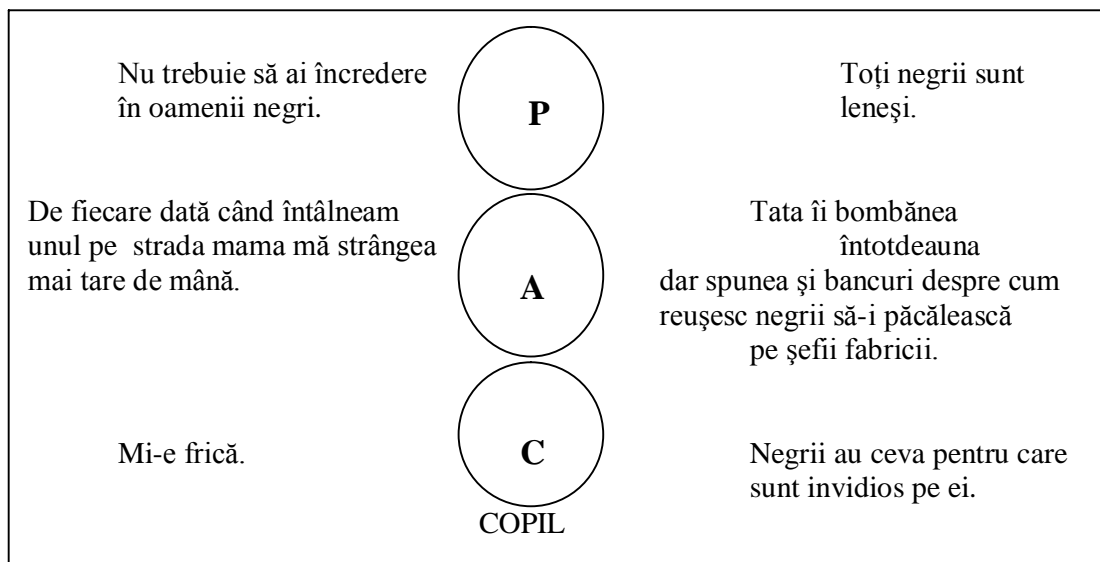 Nu trebuie să ai încredere
în oamenii negri.
P
Toți negrii sunt
leneşi.
De fiecare dată când întâlneam
unul pe strada mama mă strângea
mai tare de mână.
A
Tata îi bombănea
întotdeauna
dar spunea şi bancuri despre cum
reuşesc negrii să-i păcălească
pe şefii fabricii.
Mi-e frică.
C
COPIL
Negrii au ceva pentru care
sunt invidios pe ei.